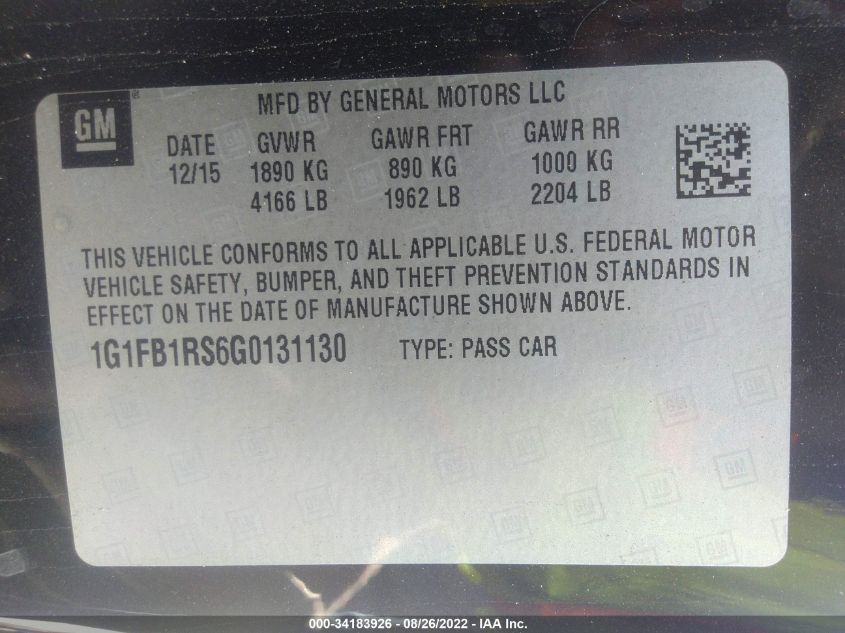 GM
MFD BY GENERAL MOTORS LLC
DATE GVWR GAWR FRT GAWR RR
12/15 1890 KG 890 KG 1000 KG
4166 LB 1962 LB 2204 LB
THIS VEHICLE CONFORMS TO ALL APPLICABLE U.S. FEDERAL MOTOR
VEHICLE SAFETY, BUMPER, AND THEFT PREVENTION STANDARDS IN
EFFECT ON THE DATE OF MANUFACTURE SHOWN ABOVE.
1G1FB1RS6G0131130 TYPE: PASS CAR
000-34183926 - 08/26/2022 - IAA Inc.